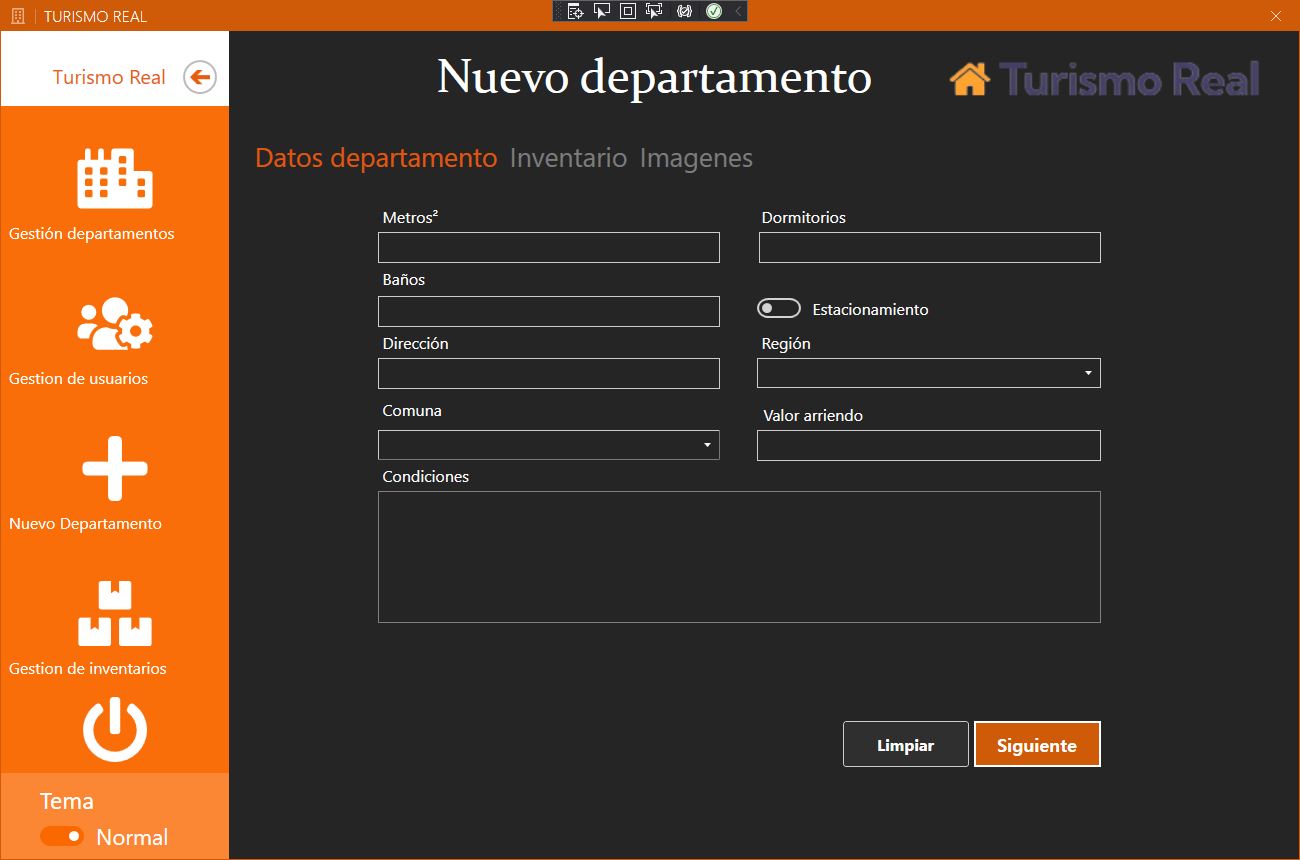 TURISMO REAL
Turismo Real
Nuevo departamento
Turismo Real
Datos departamento Inventario Imagenes
Gestión departamentos
Gestion de usuarios
Nuevo Departamento
Gestion de inventarios
Tema
Normal
Metros²
Dormitorios
Baños
Estacionamiento
Dirección
Región
Comuna
Valor arriendo
Condiciones
Limpiar
Siguiente